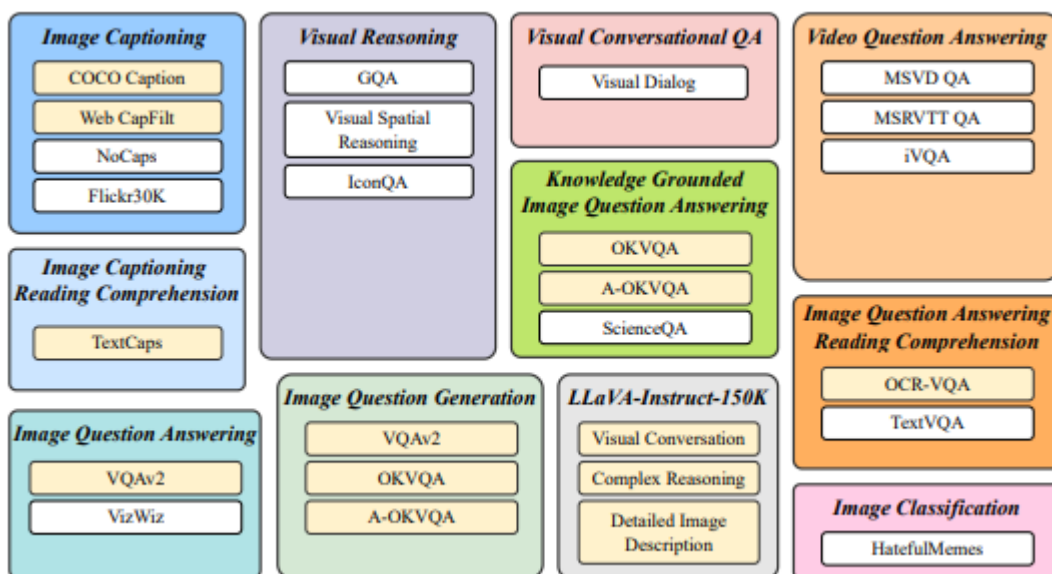 Image Captioning
COCO Caption
Web CapFilt
NoCaps
Flickr30K
Image Captioning
Reading Comprehension
TextCaps
Image Question Answering
VQAv2
VizWiz
Visual Reasoning
GQA
Visual Spatial
Reasoning
IconQA
Image Question Generation
VQAv2
OKVQA
A-OKVQA
Visual Conversational QA
Visual Dialog
Knowledge Grounded
Image Question Answering
OKVQA
A-OKVQA
ScienceQA
LLaVA-Instruct-150K
Visual Conversation
Complex Reasoning
Detailed Image
Description
Video Question Answering
MSVD QA
MSRVTT QA
iVQA
Image Question Answering
Reading Comprehension
OCR-VQA
TextVQA
Image Classification
HatefulMemes